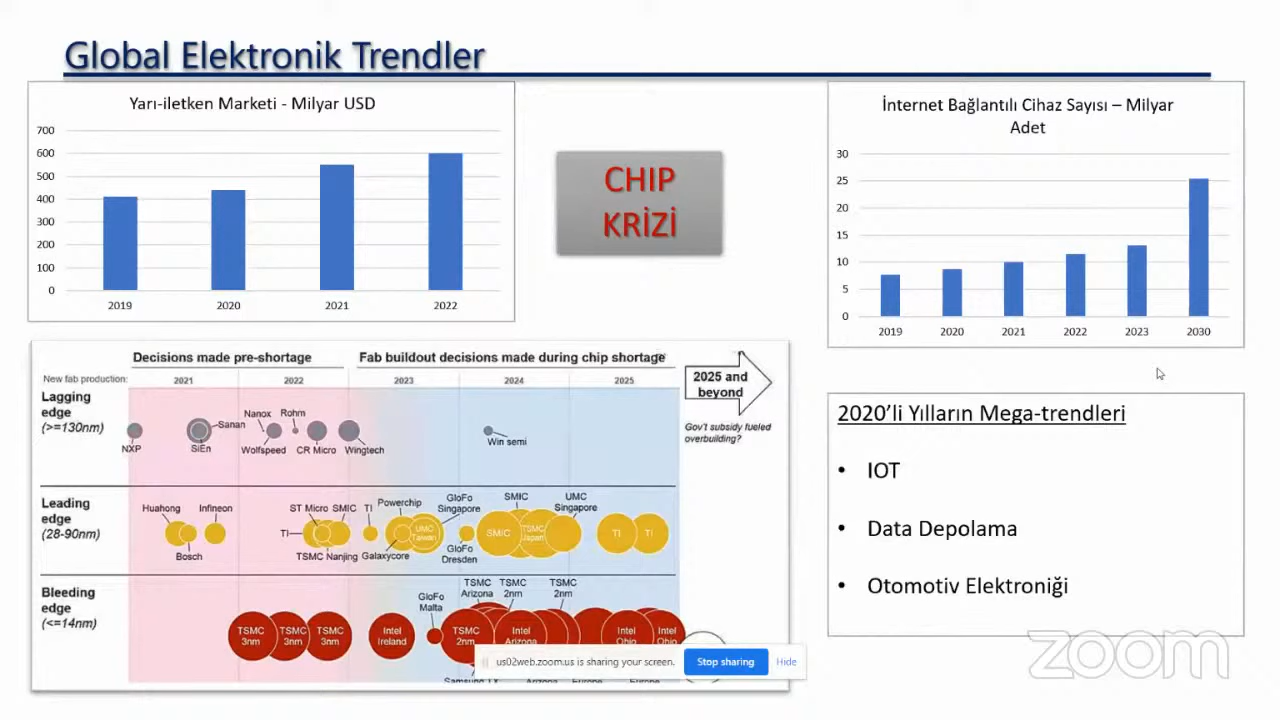 Global Elektronik Trendler
Yarı-iletken Marketi - Milyar USD
700
600
500
400
300
200
100
0
2019 2020 2021 2022
CHIP
KRİZİ
İnternet Bağlantılı Cihaz Sayısı – Milyar
Adet
30
25
20
15
10
5
0
2019 2020 2021 2022 2023 2030
Decisions made pre-shortage Fab buildout decisions made during chip shortage
New fab production: 2021 2022 2023 2024 2025
2025 and
beyond
Gov't subsidy fueled
overbuilding?
Lagging
edge
(>=130nm)
NXP
SiEn
Sanan
Nanox
Wolfspeed
Rohm
CR Micro
Wingtech
Win semi
Leading
edge
(28-90nm)
Huahong
Bosch
Infineon
TI
ST Micro
TSMC Nanjing
SMIC
TI
Galaxycore
Powerchip
UMC
Taiwan
GloFo
Singapore
GloFo
Dresden
SMIC
SMIC
TSMC
Japan
UMC
Singapore
TI
TI
Bleeding
edge
(<=14nm)
TSMC
3nm
TSMC
3nm
TSMC
3nm
Intel
Ireland
GloFo
Malta
TSMC
2nm
TSMC
Arizona
TSMC
2nm
TSMC
2nm
Intel
Arizona
Intel
Ohio
Intel
Ohio
Samsung TX
Arizona
Europe
Europe
2020'li Yılların Mega-trendleri
• IOT
• Data Depolama
• Otomotiv Elektroniği
us02web.zoom.us is sharing your screen. Stop sharing Hide
zoom